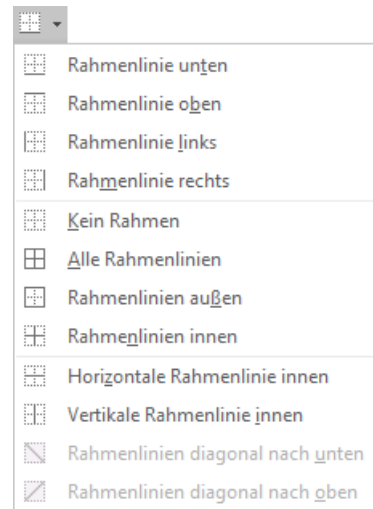 Rahmenlinie unten
Rahmenlinie oben
Rahmenlinie links
Rahmenlinie rechts
Kein Rahmen
Alle Rahmenlinien
Rahmenlinien außen
Rahmenlinien innen
Horizontale Rahmenlinie innen
Vertikale Rahmenlinie innen
Rahmenlinien diagonal nach unten
Rahmenlinien diagonal nach oben